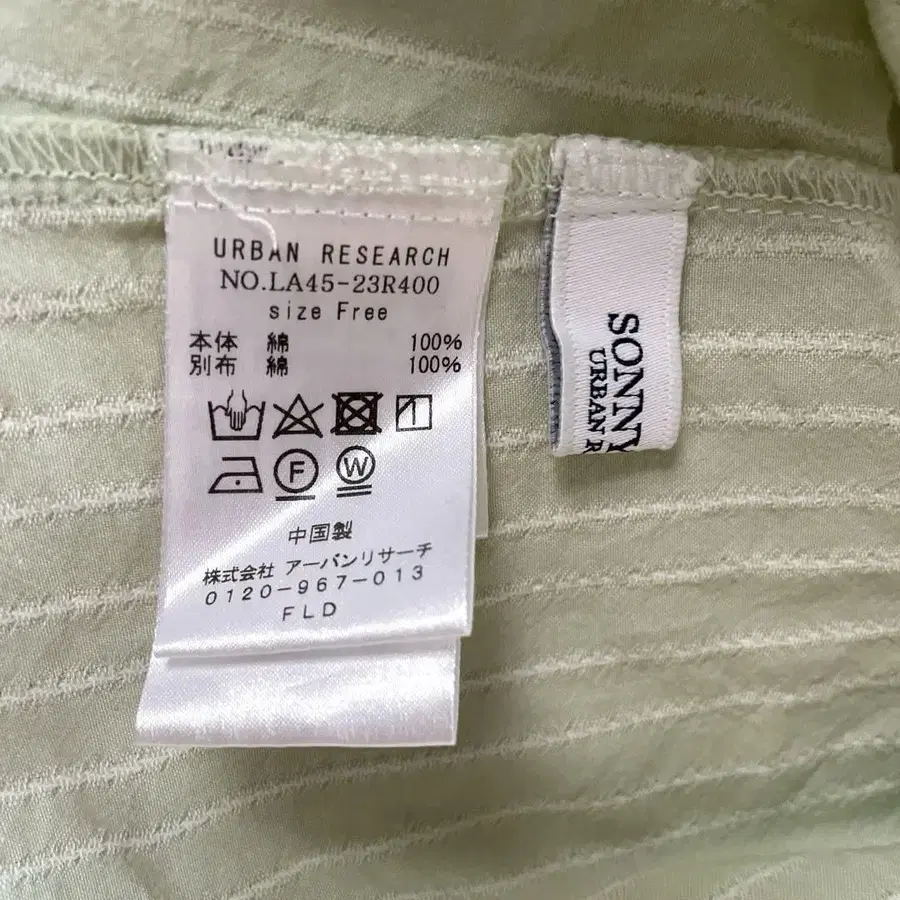 URBAN RESEARCH
NO.LA45-23R400
size Free
本体 綿 100%
別布 綿 100%
F W
中国製
株式会社 アーバンリサーチ
0120-967-013
FLD
SONNY
URBAN R